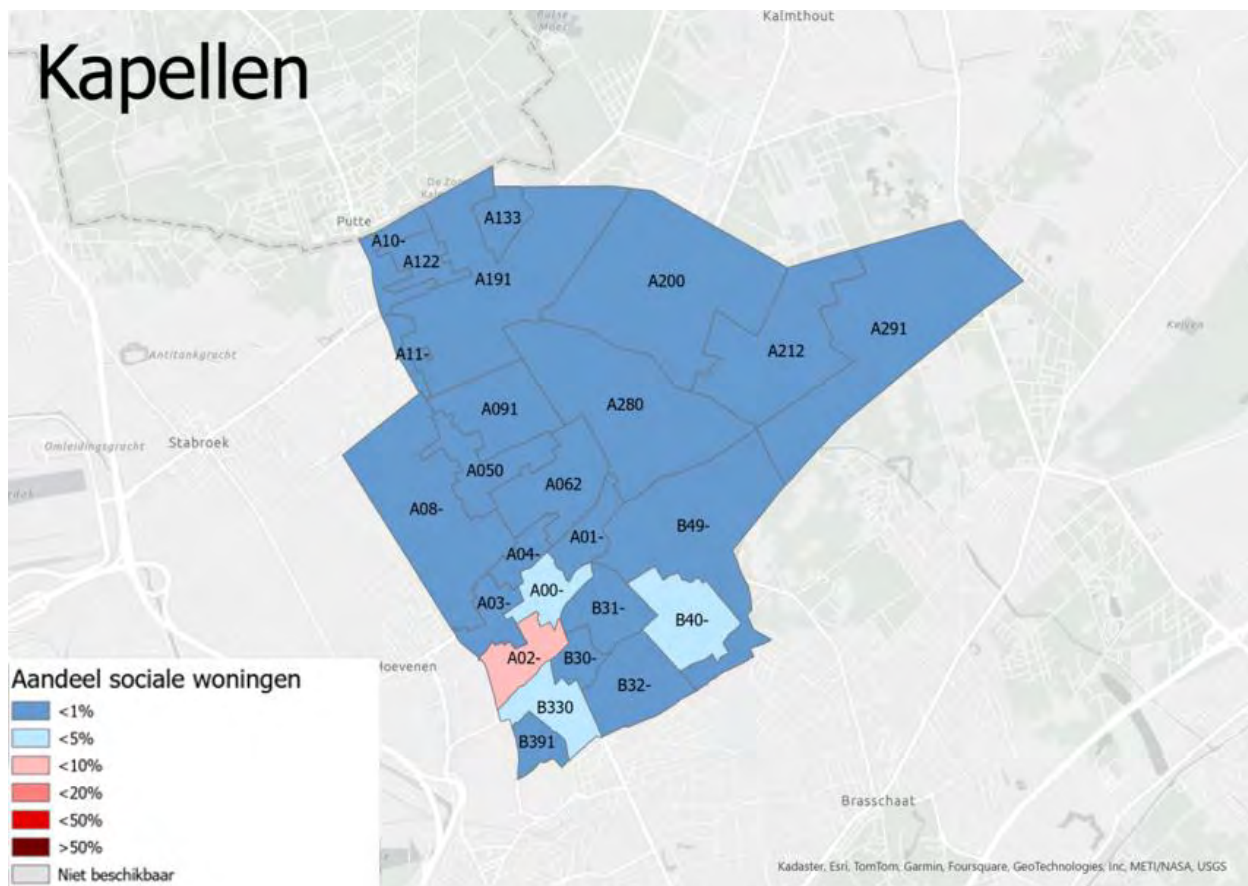 Kapellen
Kalmthout
Putte
A133
A10-
A122
A191
A200
A291
A212
A11-
Antitankgracht
A091
A280
Omleidingsgracht
Stabroek
A050
A062
A08-
A01-
B49-
A04-
A00-
A03-
B31-
B40-
A02-
B30-
Hoevenen
B32-
B330
B391
Brasschaat
Aandeel sociale woningen
<1%
<5%
<10%
<20%
<50%
>50%
Niet beschikbaar
Kadaster, Esri, TomTom, Garmin, Foursquare, GeoTechnologies, Inc, METI/NASA, USGS